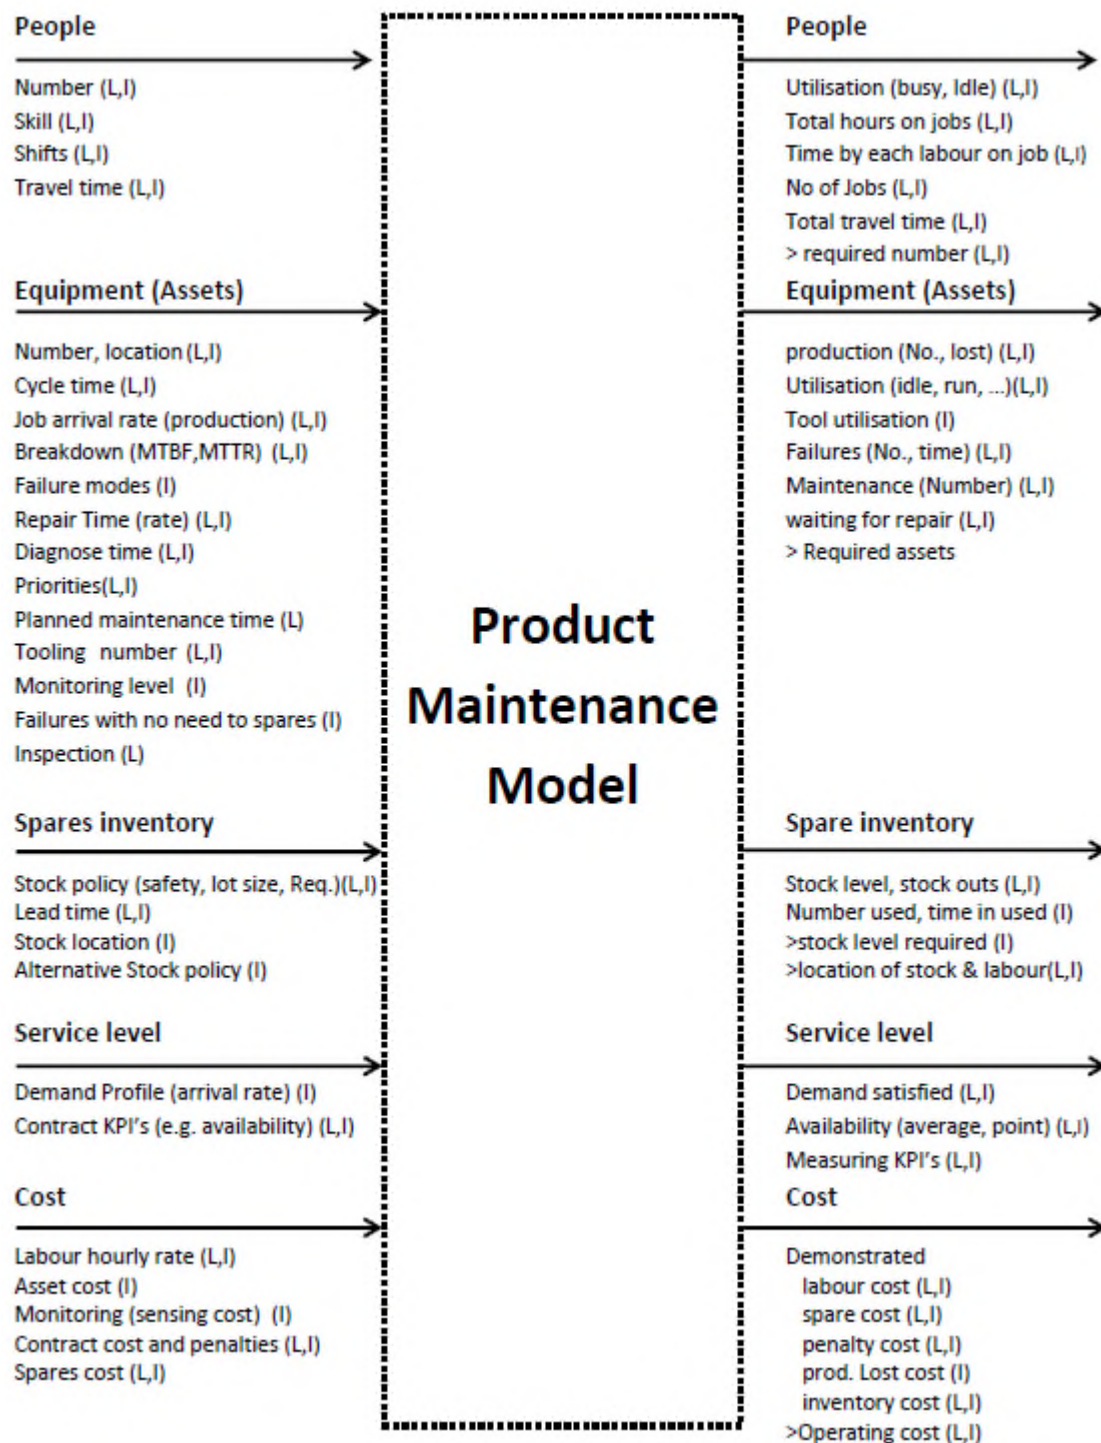 People
Number (L,I)
Skill (L,I)
Shifts (L,I)
Travel time (L,I)
Equipment (Assets)
Number, location (L,I)
Cycle time (L,I)
Job arrival rate (production) (L,I)
Breakdown (MTBF,MTTR) (L,I)
Failure modes (I)
Repair Time (rate) (L,I)
Diagnose time (L,I)
Priorities(L,I)
Planned maintenance time (L)
Tooling number (L,I)
Monitoring level (I)
Failures with no need to spares (I)
Inspection (L)
Spares inventory
Stock policy (safety, lot size, Req.)(L,I)
Lead time (L,I)
Stock location (I)
Alternative Stock policy (I)
Service level
Demand Profile (arrival rate) (I)
Contract KPI's (e.g. availability) (L,I)
Cost
Labour hourly rate (L,I)
Asset cost (I)
Monitoring (sensing cost) (I)
Contract cost and penalties (L,I)
Spares cost (L,I)
Product
Maintenance
Model
People
Utilisation (busy, Idle) (L,I)
Total hours on jobs (L,I)
Time by each labour on job (L,I)
No of Jobs (L,I)
Total travel time (L,I)
> required number (L,I)
Equipment (Assets)
production (No., lost) (L,I)
Utilisation (idle, run, ...)(L,I)
Tool utilisation (I)
Failures (No., time) (L,I)
Maintenance (Number) (L,I)
waiting for repair (L,I)
> Required assets
Spare inventory
Stock level, stock outs (L,I)
Number used, time in used (I)
>stock level required (I)
>location of stock & labour(L,I)
Service level
Demand satisfied (L,I)
Availability (average, point) (L,I)
Measuring KPI's (L,I)
Cost
Demonstrated
labour cost (L,I)
spare cost (L,I)
penalty cost (L,I)
prod. Lost cost (I)
inventory cost (L,I)
>Operating cost (L,I)